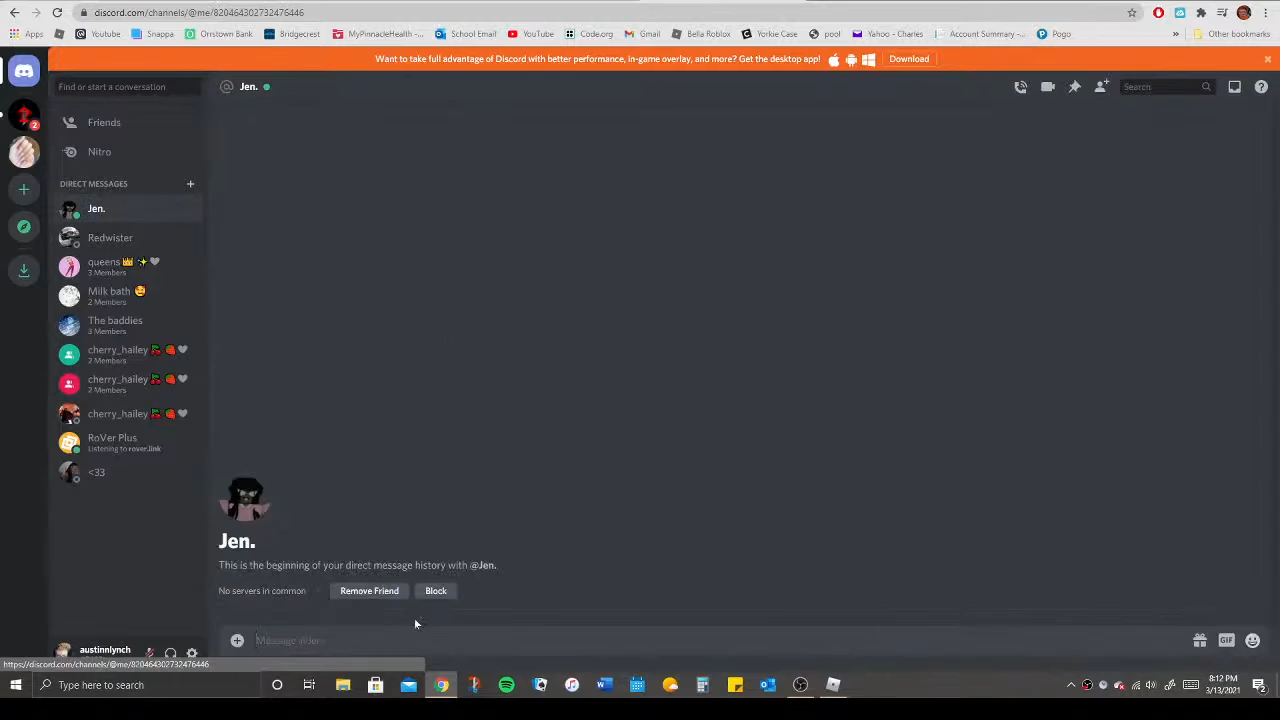 discord.com/channels/@me/820464302732476446
Apps
Youtube
Snappa
Orrstown Bank
Bridgecrest
MyPinnacleHealth -...
School Email
YouTube
Code.org
Gmail
Bella Roblox
Yorkie Case
pool
Yahoo - Charles
Account Summary -...
Pogo
»
Other bookmarks
Want to take full advantage of Discord with better performance, in-game overlay, and more? Get the desktop app!
Download
Find or start a conversation
@ Jen.
Search
Friends
Nitro
DIRECT MESSAGES +
Jen.
Redwister
queens
3 Members
Milk bath
2 Members
The baddies
3 Members
cherry_hailey
2 Members
cherry_hailey
2 Members
cherry_hailey
RoVer Plus
Listening to rover.link
<33
2
Jen.
This is the beginning of your direct message history with @Jen.
No servers in common
Remove Friend
Block
Message @Jen.
GIF
austinnlynch
https://discord.com/channels/@me/820464302732476446
Type here to search
8:12 PM
3/13/2021
2